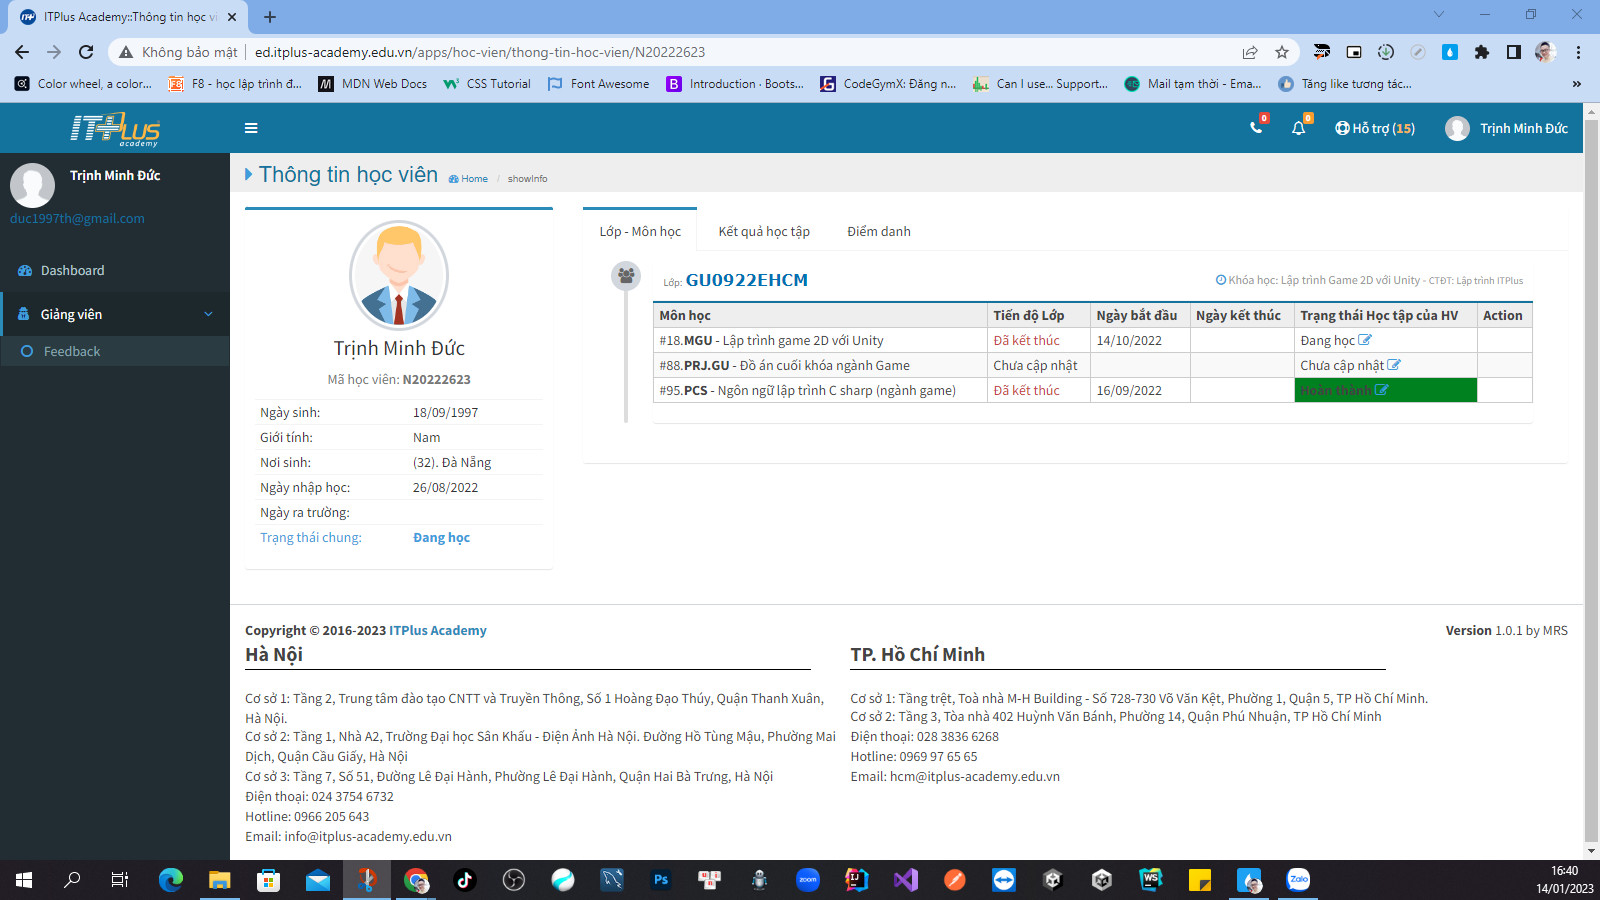 ITPlus Academy::Thông tin học vi
Không bảo mật
ed.itplus-academy.edu.vn/apps/hoc-vien/thong-tin-hoc-vien/N20222623
Color wheel, a color...
F8 - học lập trình đ...
MDN Web Docs
CSS Tutorial
Font Awesome
Introduction · Boots...
CodeGymX: Đăng n...
Can I use... Support...
Mail tạm thời - Ema...
Tăng like tương tác...
ITPlus academy
0
0
Hỗ trợ (15)
Trịnh Minh Đức
Trịnh Minh Đức
duc1997th@gmail.com
Dashboard
Giảng viên
Feedback
Thông tin học viên
Home / showInfo
Trịnh Minh Đức
Mã học viên: N20222623
Ngày sinh: 18/09/1997
Giới tính: Nam
Nơi sinh: (32). Đà Nẵng
Ngày nhập học: 26/08/2022
Ngày ra trường:
Trạng thái chung: Đang học
Lớp - Môn học
Kết quả học tập
Điểm danh
Lớp: GU0922EHCM
Khóa học: Lập trình Game 2D với Unity - CTĐT: Lập trình ITPlus
Môn học Tiến độ Lớp Ngày bắt đầu Ngày kết thúc Trạng thái Học tập của HV Action
#18.MGU - Lập trình game 2D với Unity Đã kết thúc 14/10/2022 Đang học
#88.PRJ.GU - Đồ án cuối khóa ngành Game Chưa cập nhật Chưa cập nhật
#95.PCS - Ngôn ngữ lập trình C sharp (ngành game) Đã kết thúc 16/09/2022 Hoàn thành
Copyright © 2016-2023 ITPlus Academy
Version 1.0.1 by MRS
Hà Nội
Cơ sở 1: Tầng 2, Trung tâm đào tạo CNTT và Truyền Thông, Số 1 Hoàng Đạo Thúy, Quận Thanh Xuân,
Hà Nội.
Cơ sở 2: Tầng 1, Nhà A2, Trường Đại học Sân Khấu - Điện Ảnh Hà Nội. Đường Hồ Tùng Mậu, Phường Mai
Dịch, Quận Cầu Giấy, Hà Nội
Cơ sở 3: Tầng 7, Số 51, Đường Lê Đại Hành, Phường Lê Đại Hành, Quận Hai Bà Trưng, Hà Nội
Điện thoại: 024 3754 6732
Hotline: 0966 205 643
Email: info@itplus-academy.edu.vn
TP. Hồ Chí Minh
Cơ sở 1: Tầng trệt, Toà nhà M-H Building - Số 728-730 Võ Văn Kệt, Phường 1, Quận 5, TP Hồ Chí Minh.
Cơ sở 2: Tầng 3, Tòa nhà 402 Huỳnh Văn Bánh, Phường 14, Quận Phú Nhuận, TP Hồ Chí Minh
Điện thoại: 028 3836 6268
Hotline: 0969 97 65 65
Email: hcm@itplus-academy.edu.vn
16:40
14/01/2023